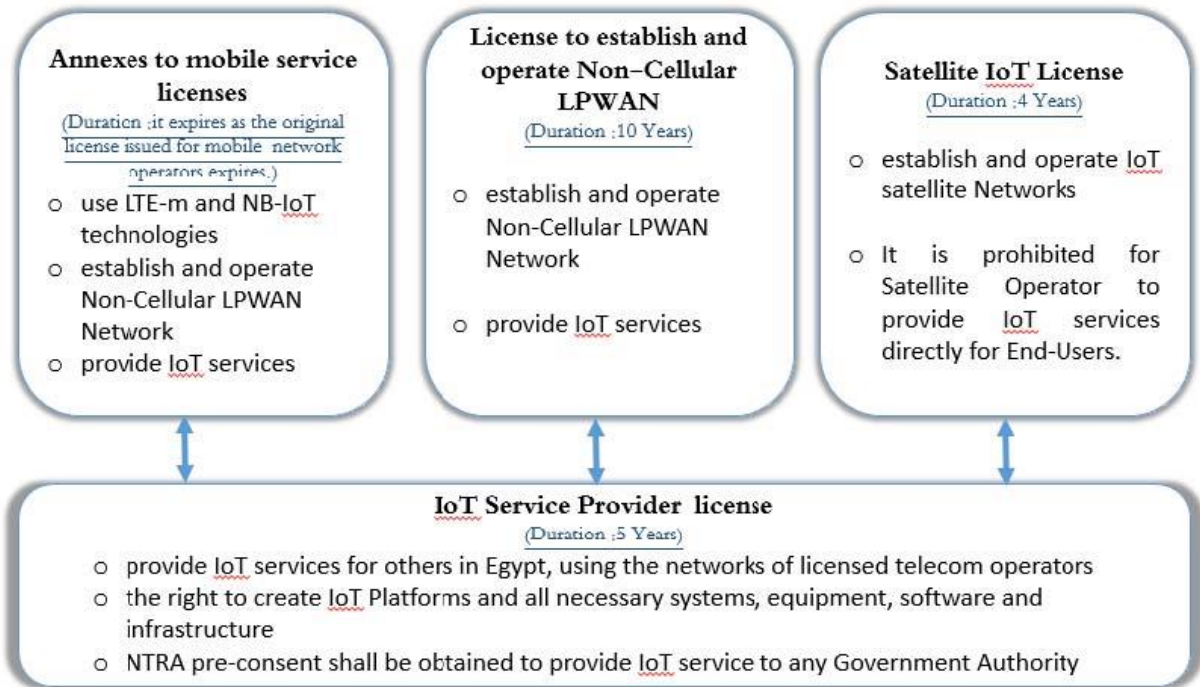 Annexes to mobile service
licenses
(Duration ;it expires as the original
license issued for mobile network
operators expires.)
o use LTE-m and NB-IoT
technologies
o establish and operate
Non-Cellular LPWAN
Network
o provide IoT services
License to establish and
operate Non–Cellular
LPWAN
(Duration ;10 Years)
o establish and operate
Non-Cellular LPWAN
Network
o provide IoT services
Satellite IoT License
(Duration ;4 Years)
o establish and operate IoT
satellite Networks
o It is prohibited for
Satellite Operator to
provide IoT services
directly for End-Users.
IoT Service Provider license
(Duration ;5 Years)
o provide IoT services for others in Egypt, using the networks of licensed telecom operators
o the right to create IoT Platforms and all necessary systems, equipment, software and
infrastructure
o NTRA pre-consent shall be obtained to provide IoT service to any Government Authority